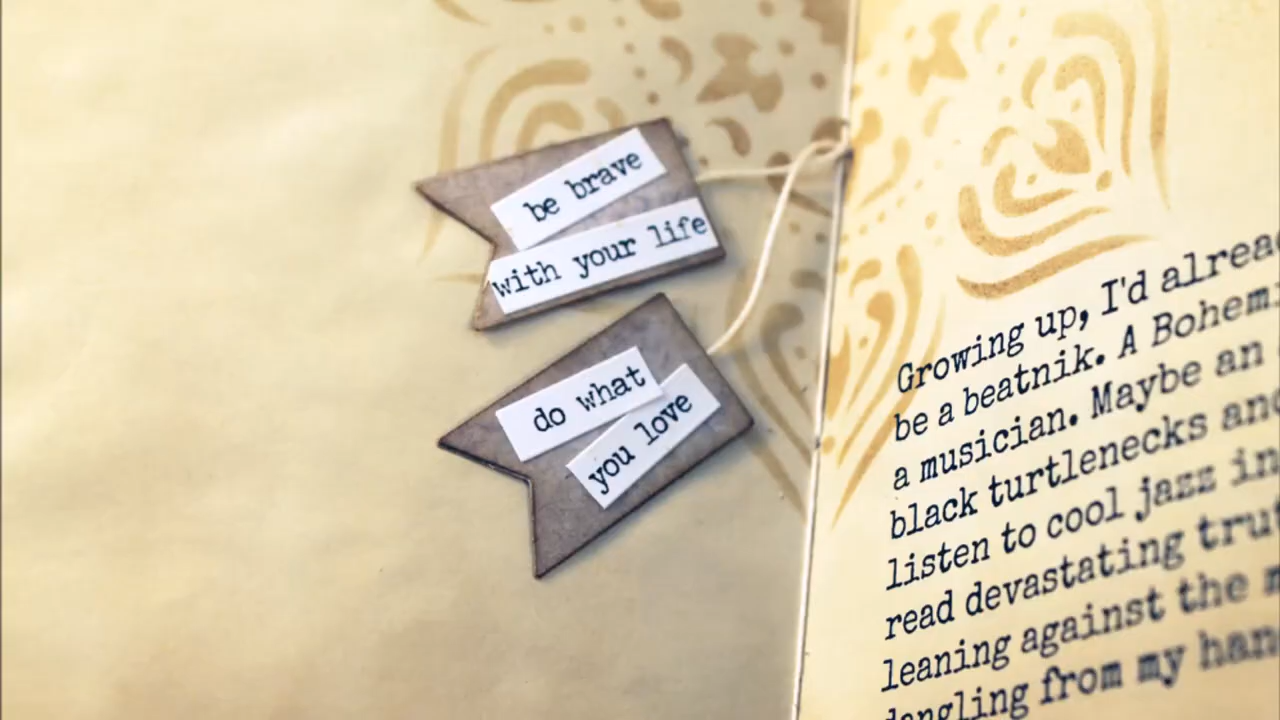 be brave
with your life
do what
you love
Growing up, I'd alrea
be a beatnik. A Bohemi
a musician. Maybe an
black turtlenecks and
listen to cool jazz in
read devastating trut
leaning against the m
dangling from my han